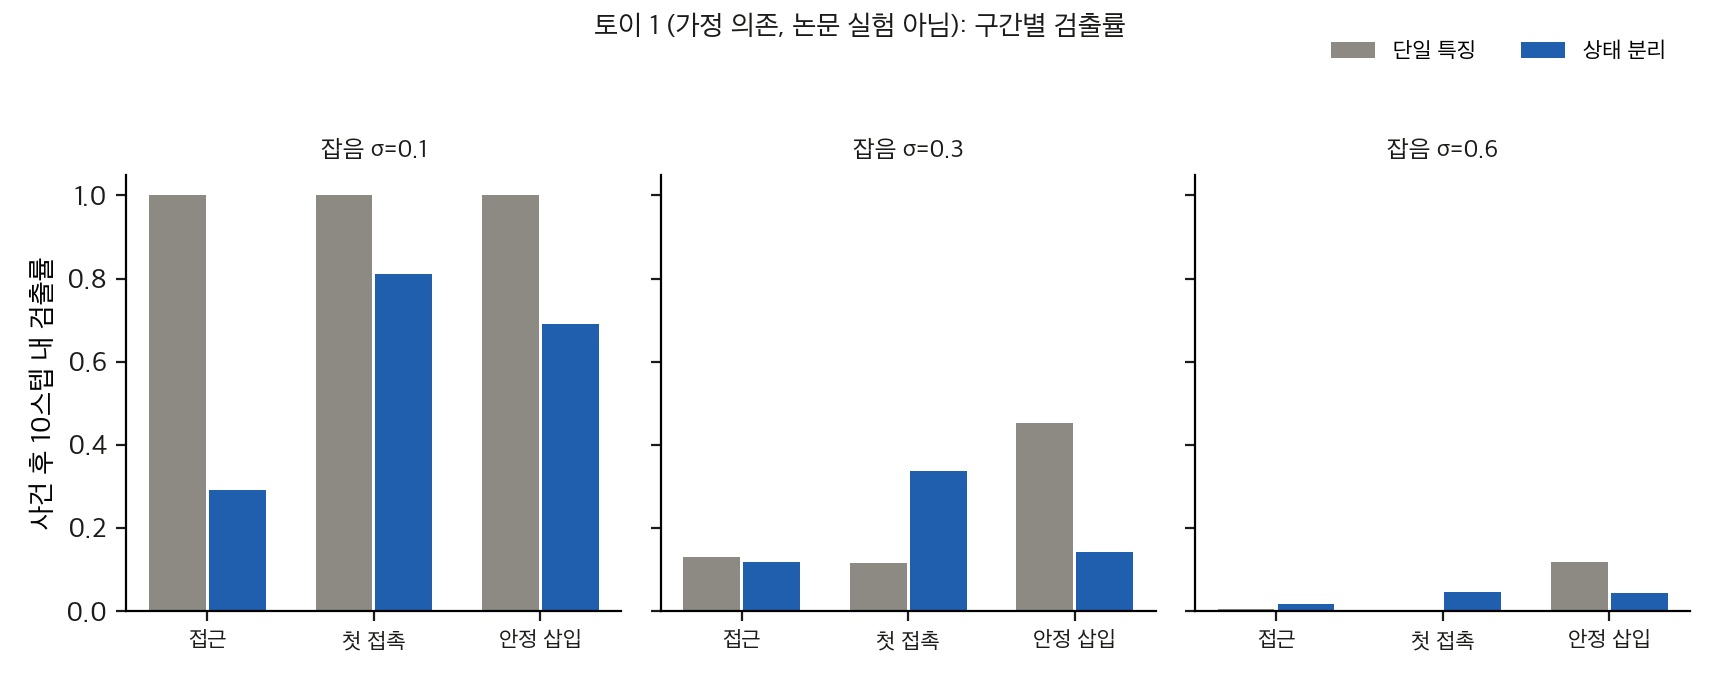 토이 1 (가정 의존, 논문 실험 아님): 구간별 검출률
단일 특징
상태 분리
잡음 σ=0.1
잡음 σ=0.3
잡음 σ=0.6
사건 후 10스텝 내 검출률
1.0
0.8
0.6
0.4
0.2
0.0
접근
첫 접촉
안정 삽입
접근
첫 접촉
안정 삽입
접근
첫 접촉
안정 삽입